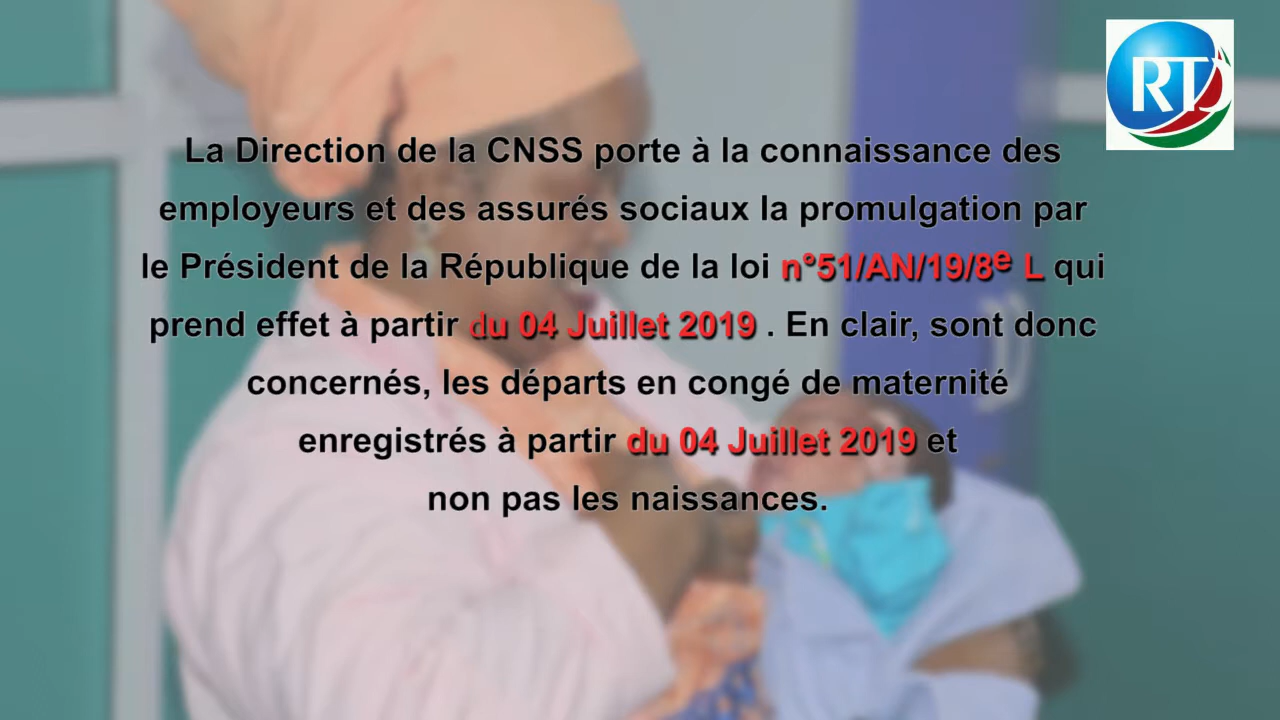 RTD
La Direction de la CNSS porte à la connaissance des
employeurs et des assurés sociaux la promulgation par
le Président de la République de la loi n°51/AN/19/8e L qui
prend effet à partir du 04 Juillet 2019 . En clair, sont donc
concernés, les départs en congé de maternité
enregistrés à partir du 04 Juillet 2019 et
non pas les naissances.